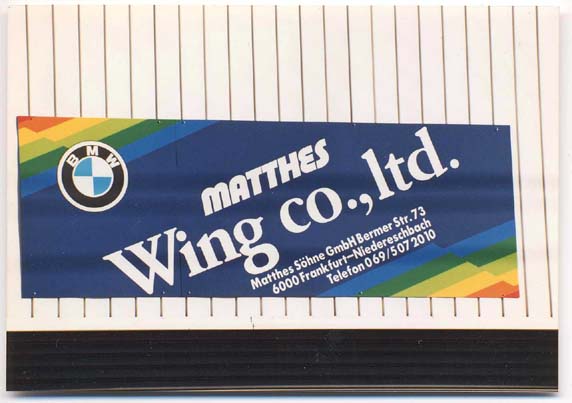 BMW
MATTHES
Wing co.,ltd.
Matthes Söhne GmbH Bermer Str. 73
6000 Frankfurt-Niedereschbach
Telefon 069/507 2010